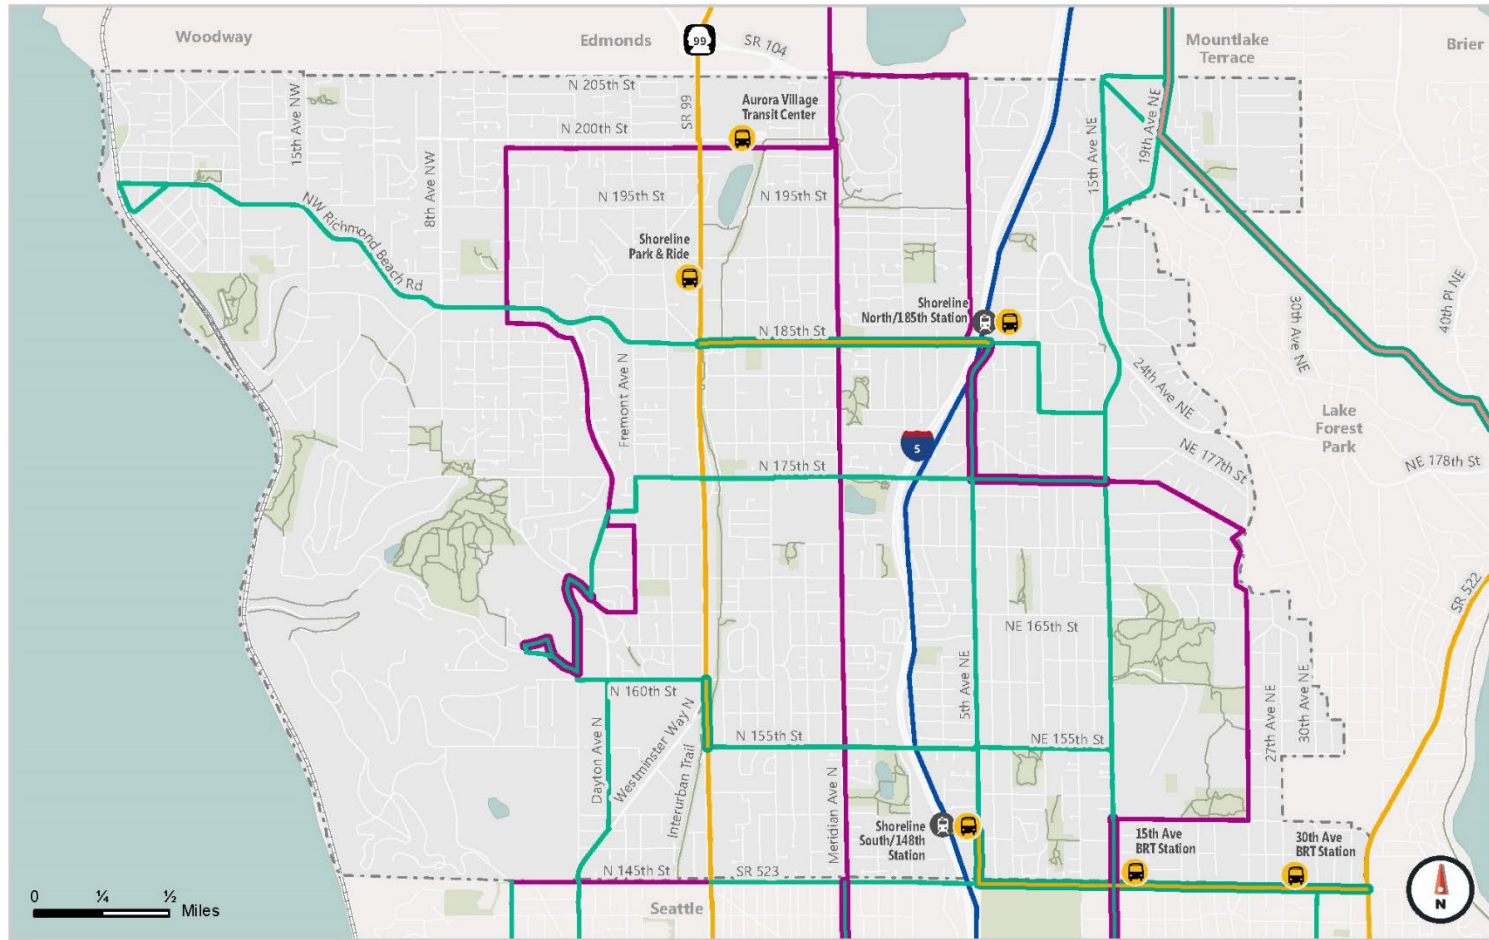 Woodway
Edmonds
99
SR 104
Mountlake
Terrace
Brier
N 205th St
15th Ave NW
SR 99
Aurora Village
Transit Center
N 200th St
19th Ave NE
15th Ave NE
8th Ave NW
N 195th St
N 195th St
NW Richmond Beach Rd
Shoreline
Park & Ride
Shoreline
North/185th Station
N 185th St
30th Ave NE
40th Pl NE
24th Ave NE
Fremont Ave N
Lake
Forest
Park
5
N 175th St
NE 177th St
NE 178th St
SR 522
NE 165th St
N 160th St
5th Ave NE
27th Ave NE
30th Ave NE
N 155th St
NE 155th St
Dayton Ave N
Westminster Way N
Interurban Trail
Meridian Ave N
Shoreline
South/148th
Station
15th Ave
BRT Station
30th Ave
BRT Station
N 145th St
SR 523
0 ¼ ½
Miles
Seattle
N